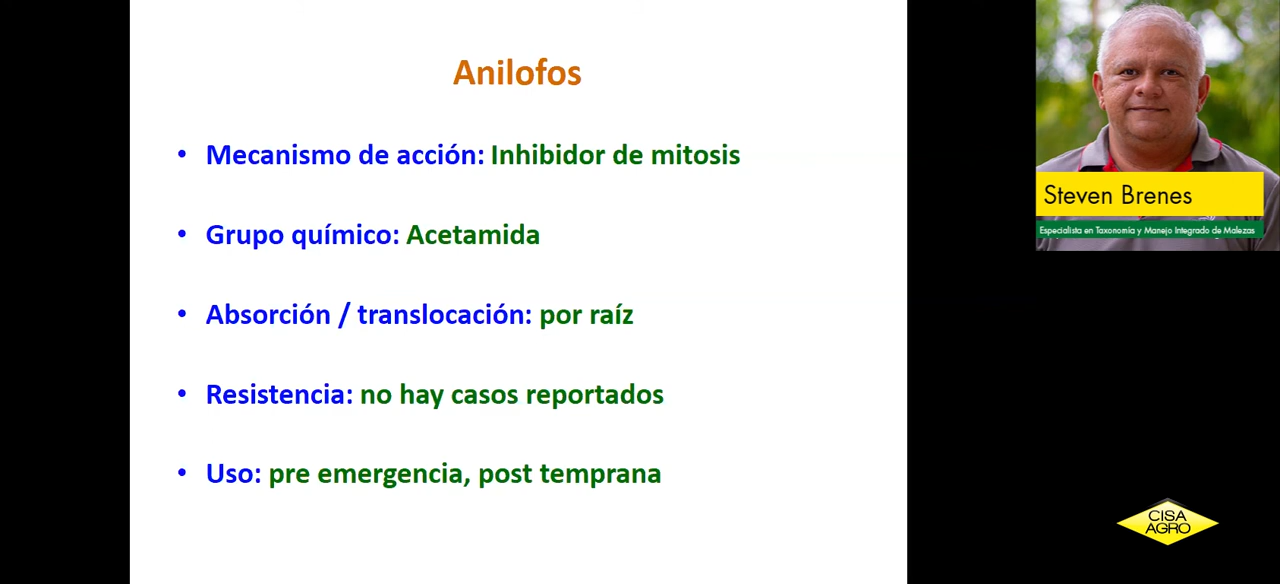 Anilofos
• Mecanismo de acción: Inhibidor de mitosis
• Grupo químico: Acetamida
• Absorción / translocación: por raíz
• Resistencia: no hay casos reportados
• Uso: pre emergencia, post temprana
Steven Brenes
Especialista en Taxonomía y Manejo Integrado de Malezas
CISA
AGRO